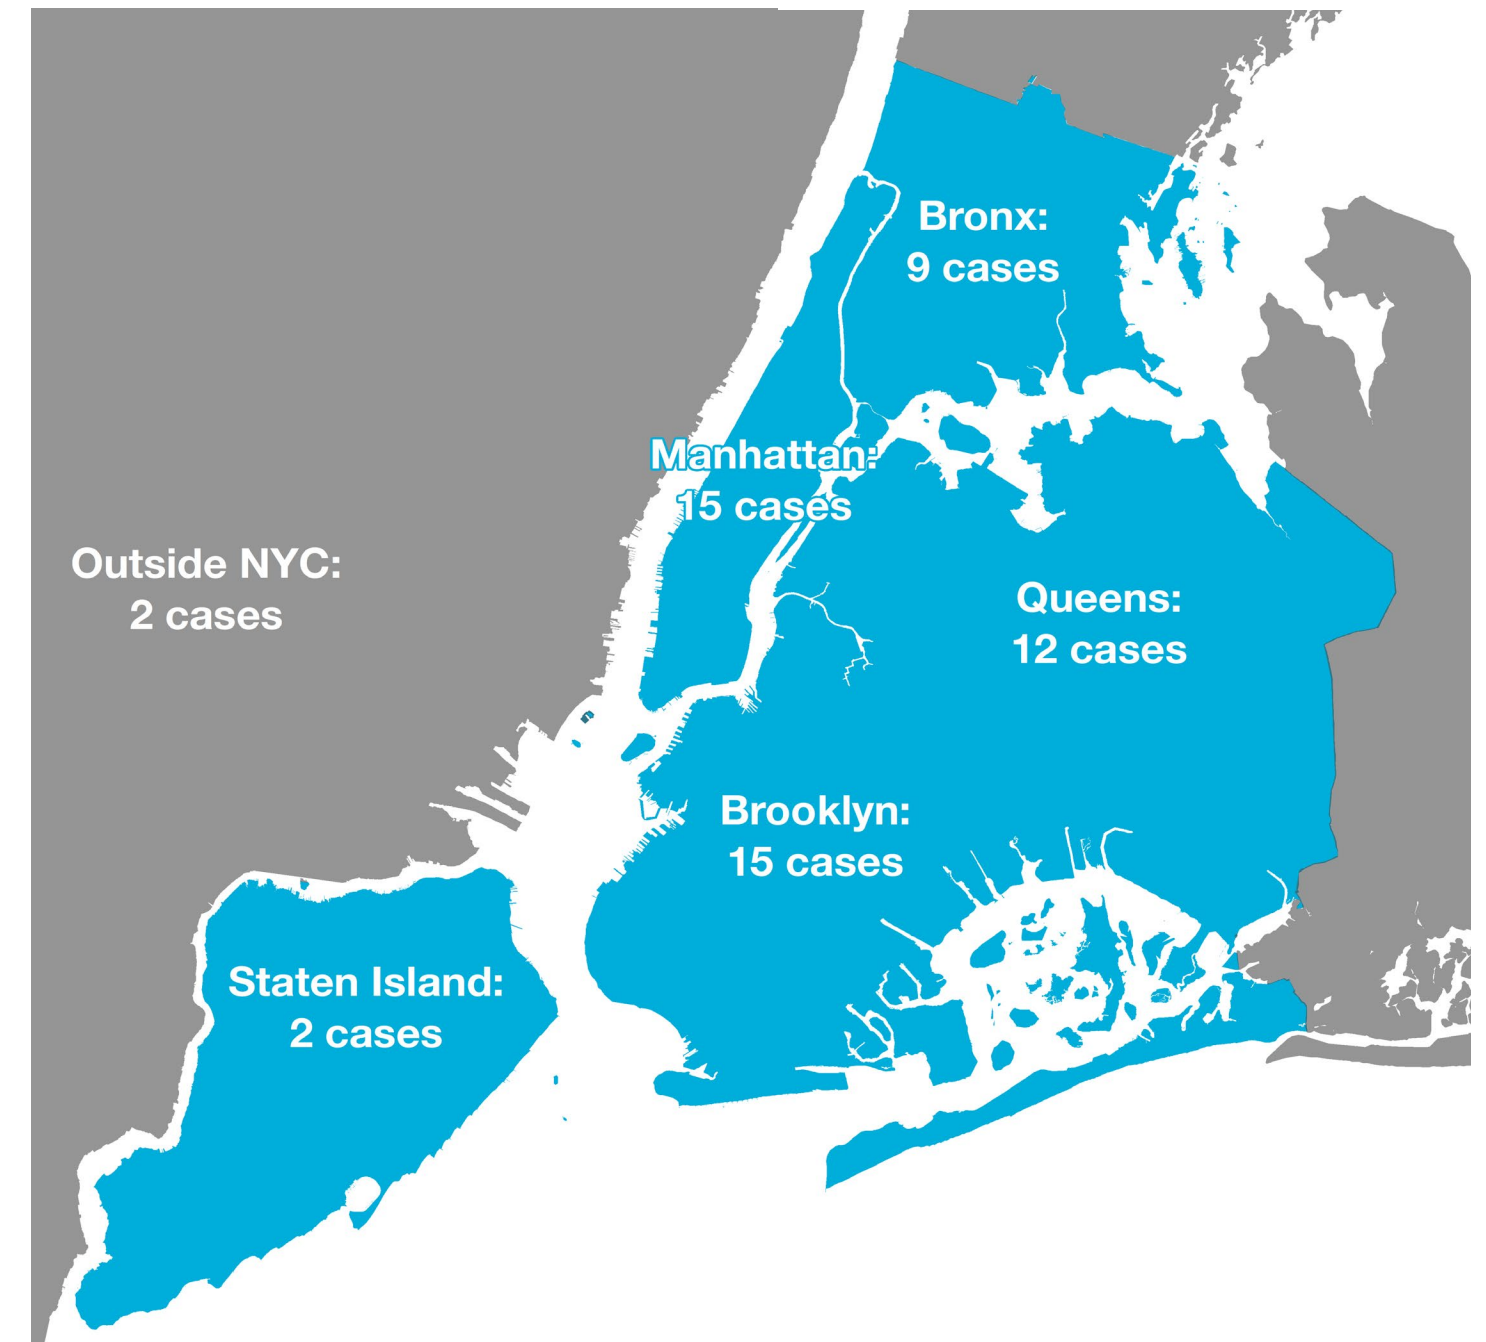 Bronx:
9 cases
Manhattan:
15 cases
Outside NYC:
2 cases
Queens:
12 cases
Brooklyn:
15 cases
Staten Island:
2 cases